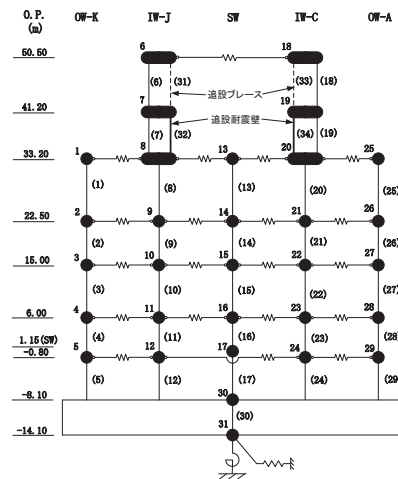 O.P. OW-K IW-J SW IW-C OW-A
(m)
6 18
50.50
(6) (31) (33) (18)
追設ブレース
7 19
41.20
追設耐震壁
(7) (32) (34) (19)
1 8 13 20 25
33.20
(1) (8) (13) (20) (25)
2 9 14 21 26
22.50
(2) (9) (14) (21) (26)
3 10 15 22 27
15.00
(3) (10) (15) (22) (27)
4 11 16 23 28
6.00
(4) (11) (16) (23) (28)
1.15(SW)
5 12 17 24 29
-0.80
(5) (12) (17) (24) (29)
30
-8.10
(30)
31
-14.10